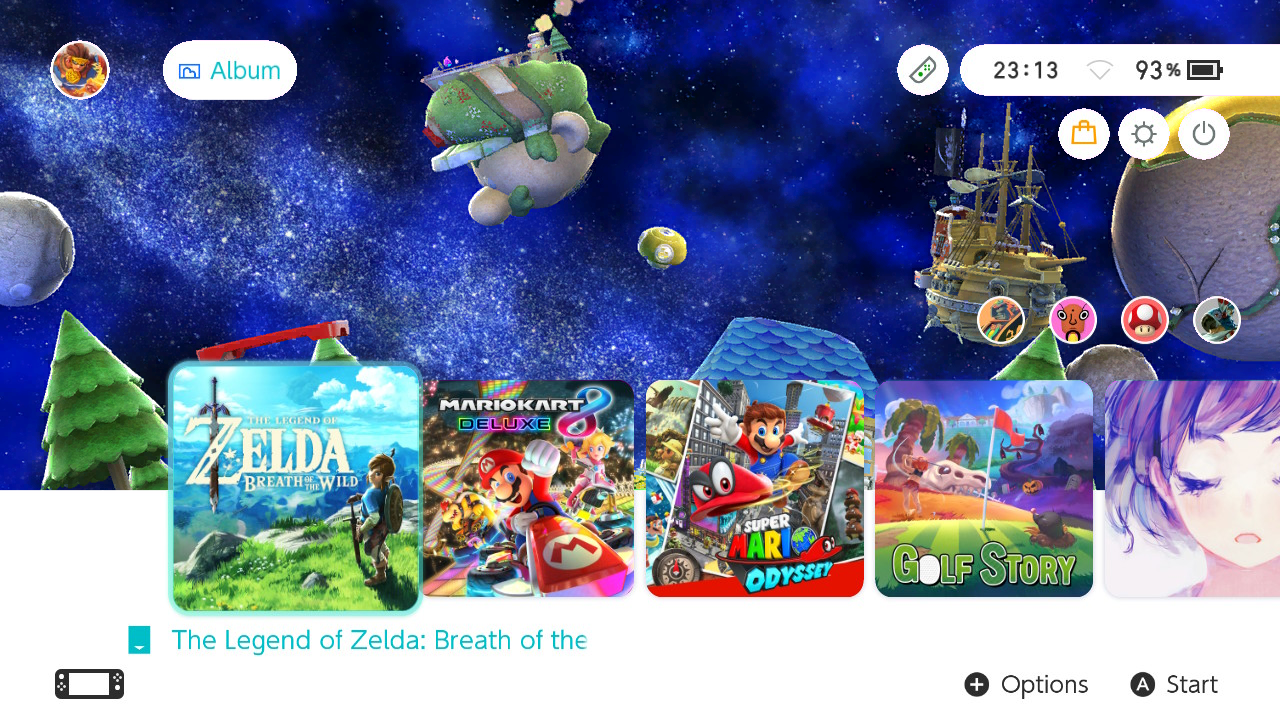 Album
23:13
93%
THE LEGEND OF
ZELDA
BREATH OF THE WILD
MARIOKART 8
DELUXE
SUPER
MARIO
ODYSSEY
GOLF STORY
The Legend of Zelda: Breath of the
Options
A Start